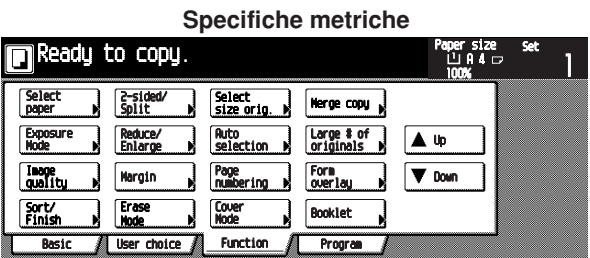 Specifiche metriche
Ready to copy.
Paper size
A4
100%
Set
1
Select paper
2-sided/ Split
Select size orig.
Merge copy
Exposure Mode
Reduce/ Enlarge
Auto selection
Large # of originals
▲ Up
Image quality
Margin
Page numbering
Form overlay
▼ Down
Sort/ Finish
Erase Mode
Cover Mode
Booklet
Basic
User choice
Function
Program